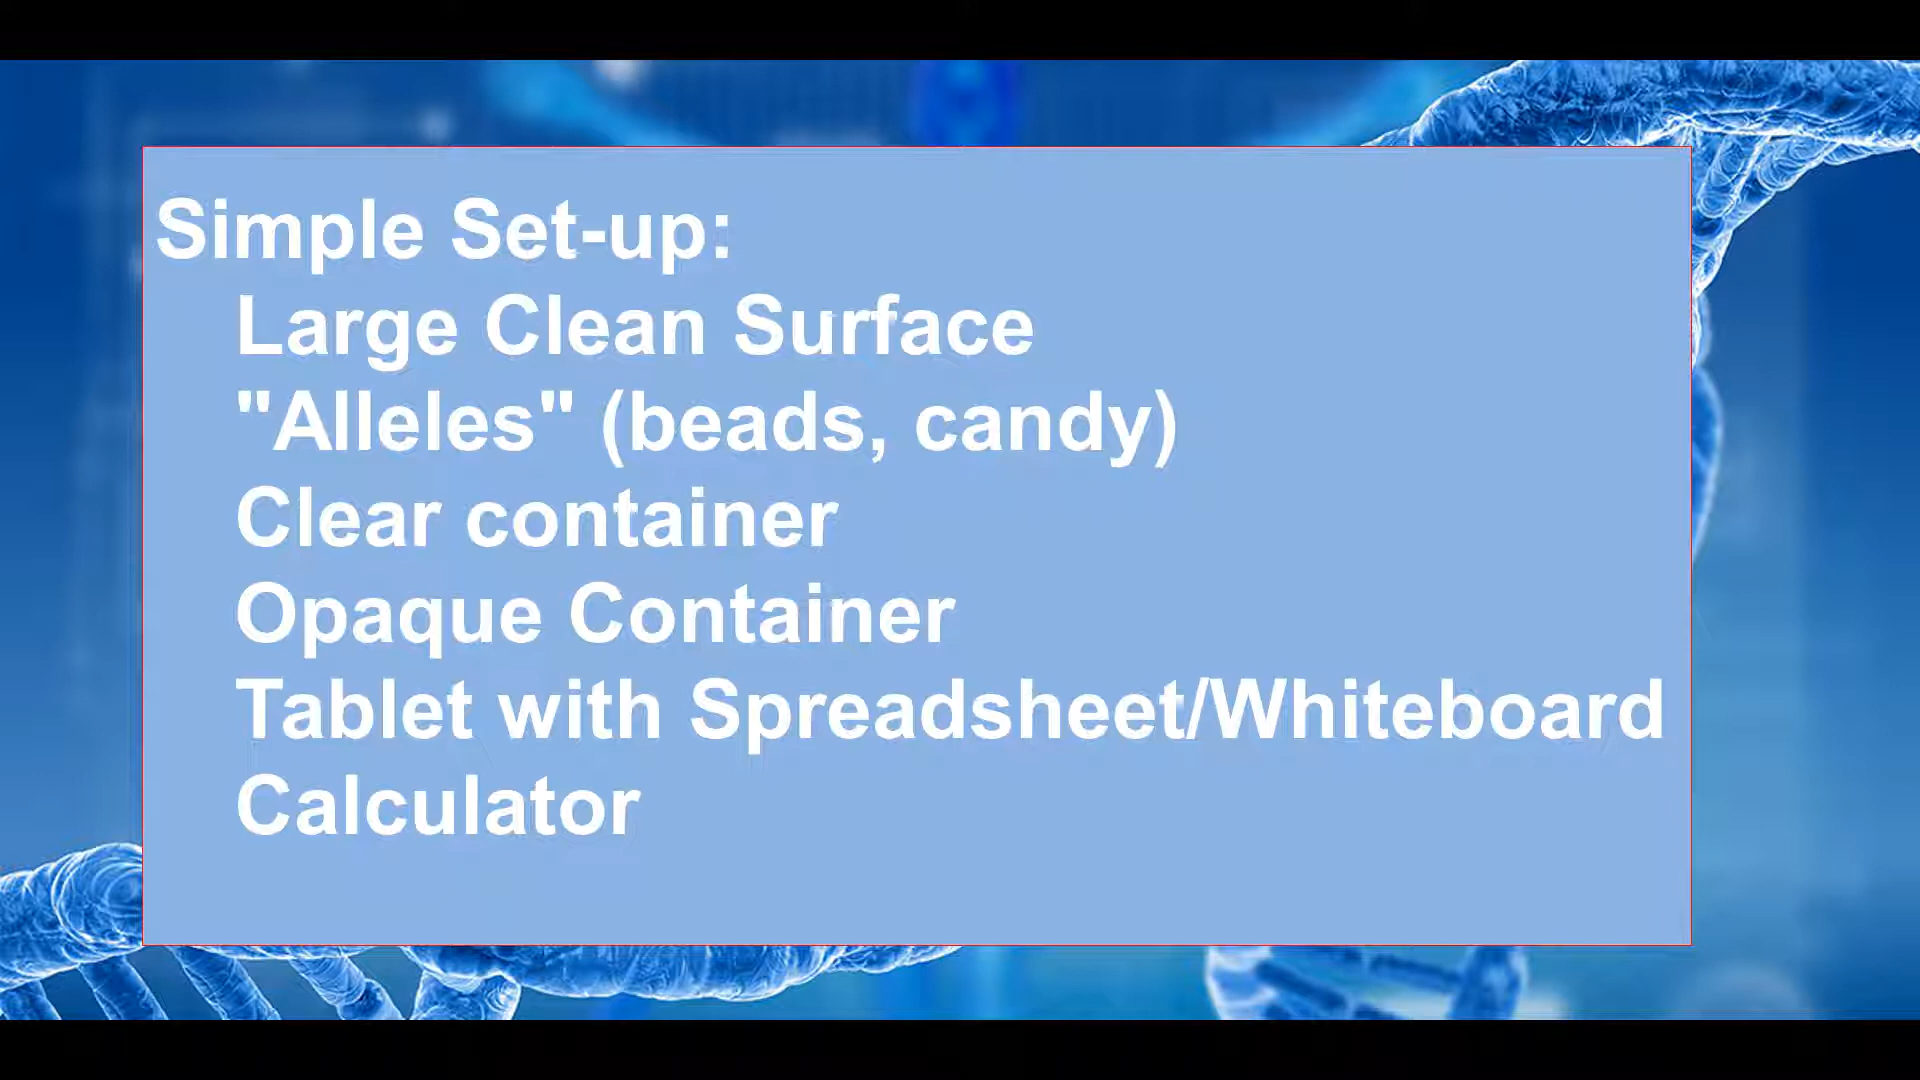 Simple Set-up:
Large Clean Surface
"Alleles" (beads, candy)
Clear container
Opaque Container
Tablet with Spreadsheet/Whiteboard
Calculator